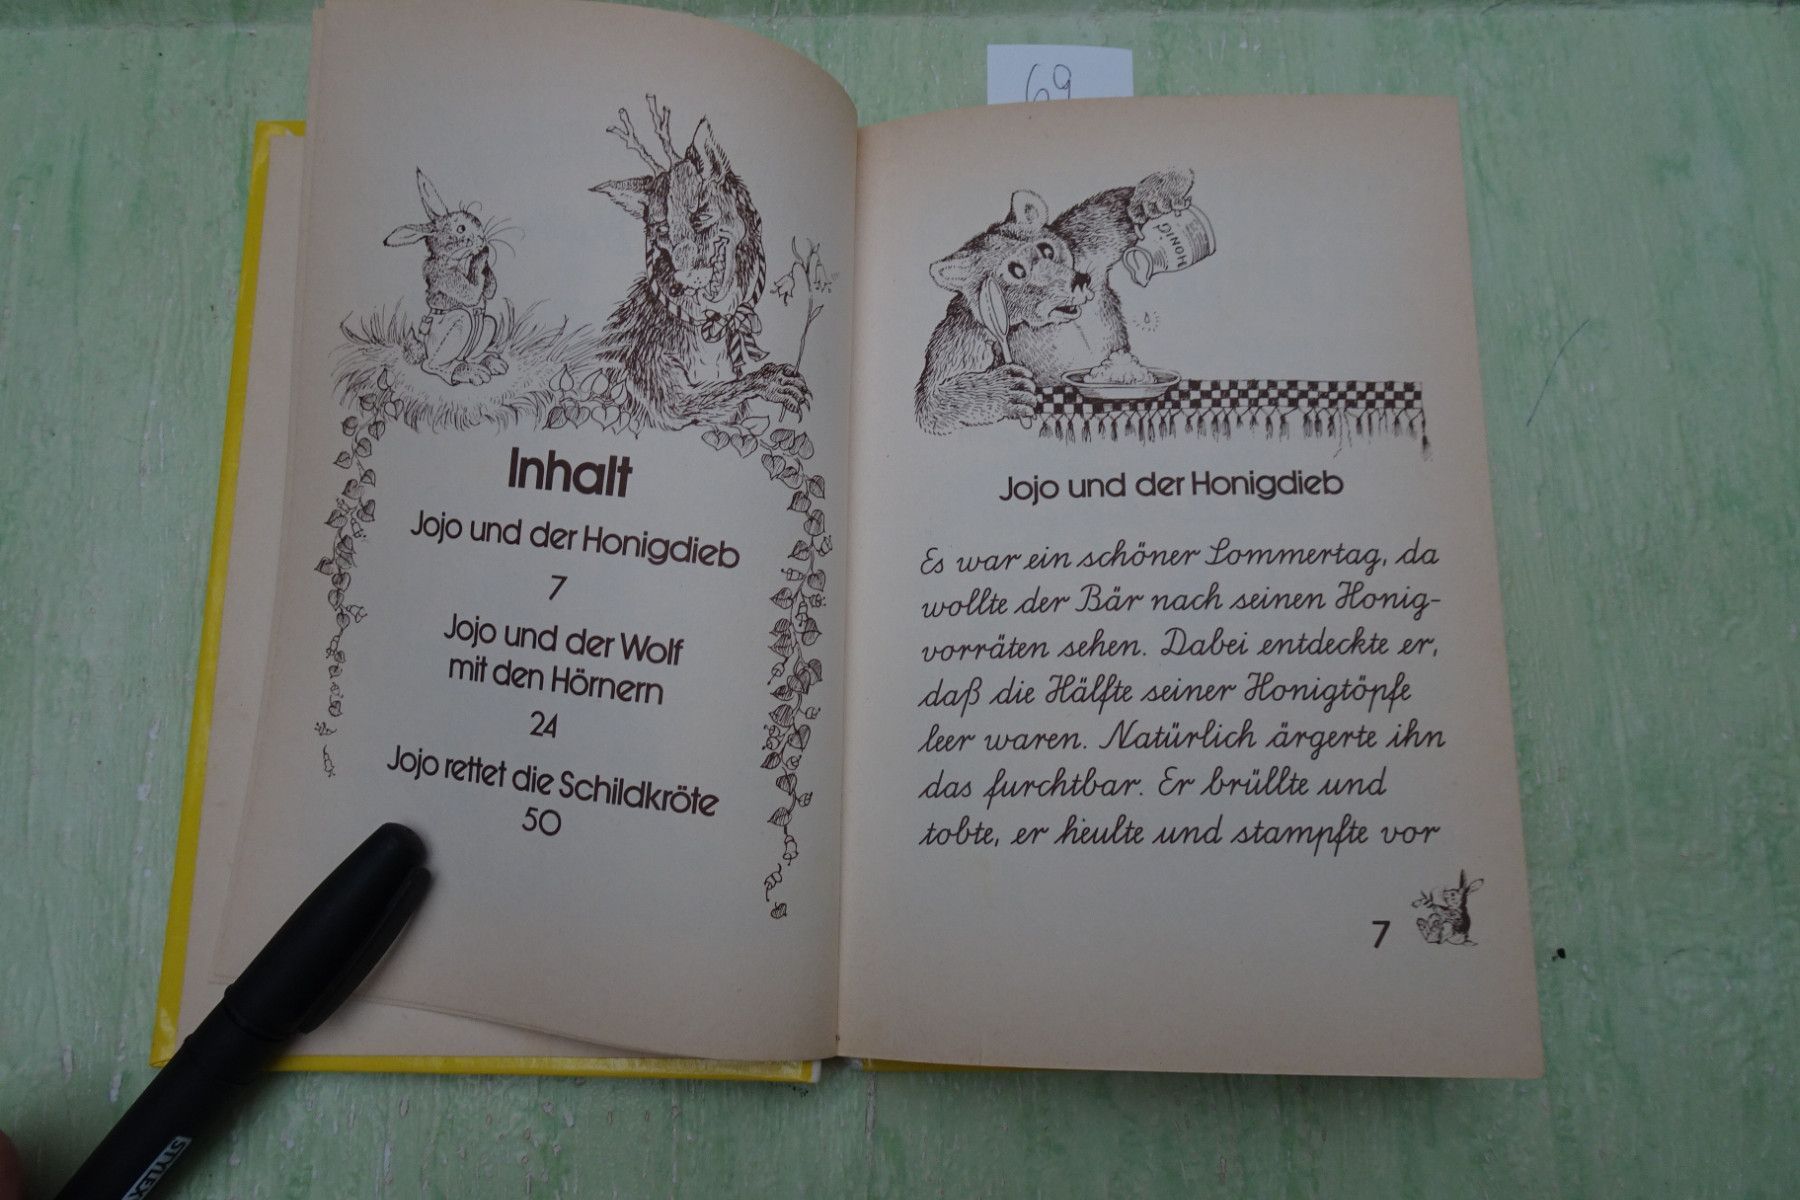 69
HONIG
Inhalt
Jojo und der Honigdieb
7
Jojo und der Wolf
mit den Hörnern
24
Jojo rettet die Schildkröte
50
Jojo und der Honigdieb
Es war ein schöner Sommertag, da
wollte der Bär nach seinen Honig-
vorräten sehen. Dabei entdeckte er,
daß die Hälfte seiner Honigtöpfe
leer waren. Natürlich ärgerte ihn
das furchtbar. Er brüllte und
tobte, er heulte und stampfte vor
7